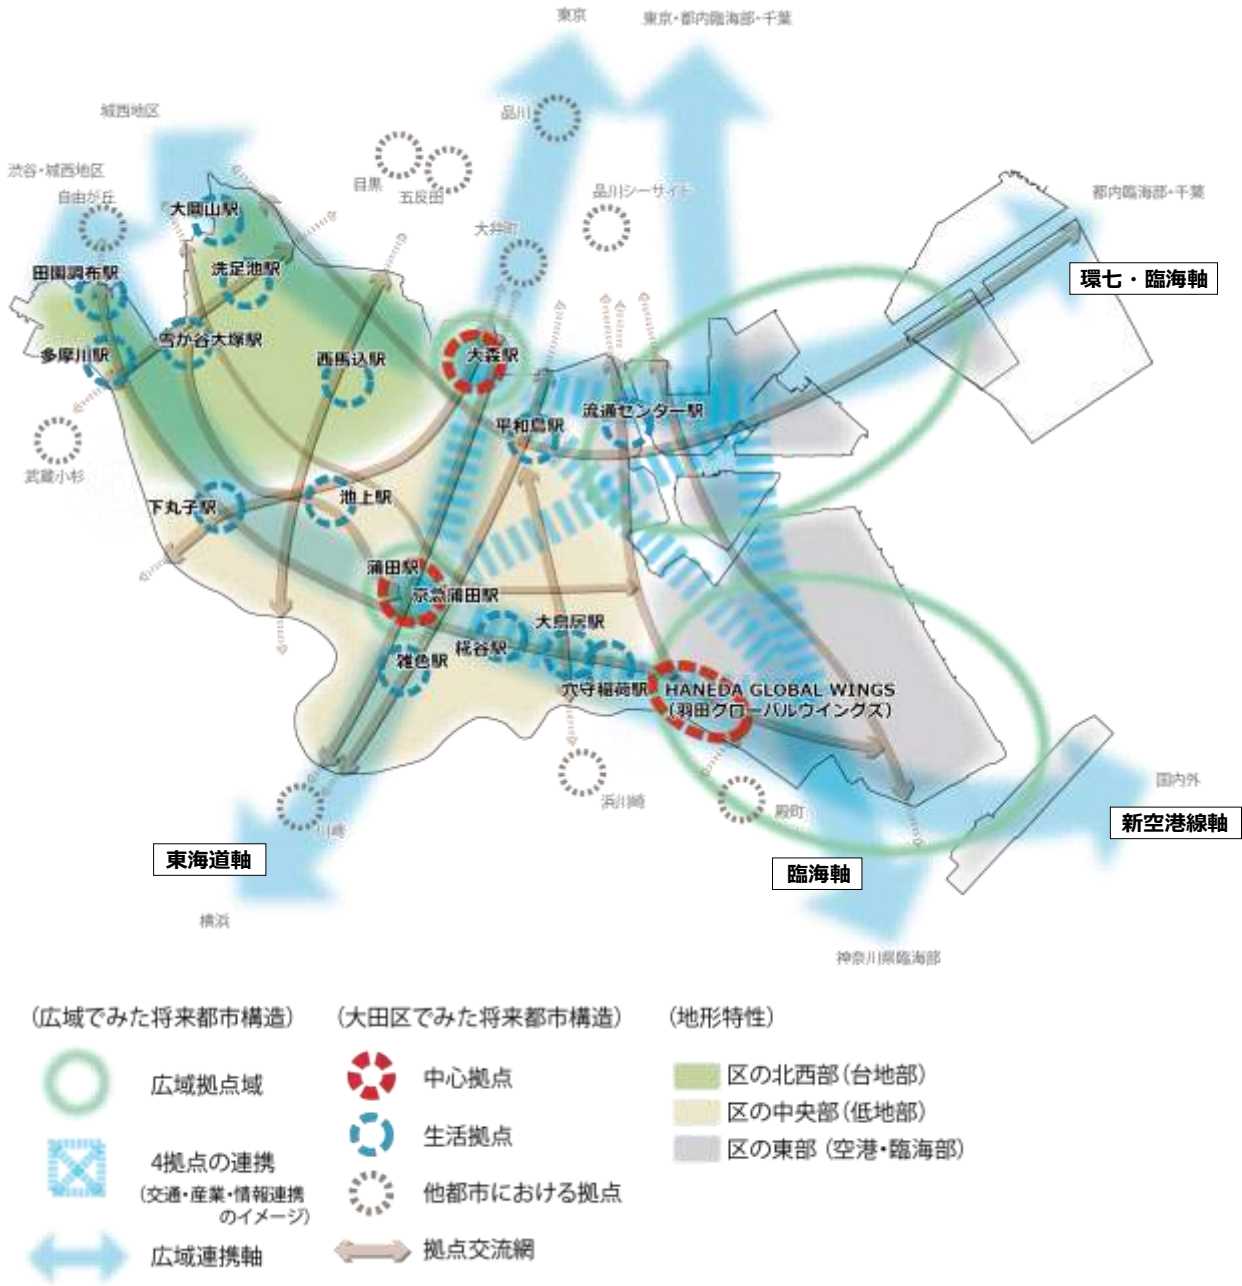 東京
東京・都内臨海部・千葉
城西地区
品川
渋谷・城西地区
自由が丘
目黒
五反田
品川シーサイド
都内臨海部・千葉
大岡山駅
大井町
田園調布駅
洗足池駅
環七・臨海軸
多摩川駅
雪が谷大塚駅
西馬込駅
大森駅
平和島駅
流通センター駅
武蔵小杉
下丸子駅
池上駅
蒲田駅
京急蒲田駅
大鳥居駅
糀谷駅
雑色駅
穴守稲荷駅
HANEDA GLOBAL WINGS
(羽田グローバルウイングズ)
国内外
浜川崎
殿町
川崎
新空港線軸
東海道軸
臨海軸
横浜
神奈川県臨海部
(広域でみた将来都市構造)
広域拠点域
4拠点の連携
(交通・産業・情報連携
のイメージ)
広域連携軸
(大田区でみた将来都市構造)
中心拠点
生活拠点
他都市における拠点
拠点交流網
(地形特性)
区の北西部(台地部)
区の中央部(低地部)
区の東部(空港・臨海部)